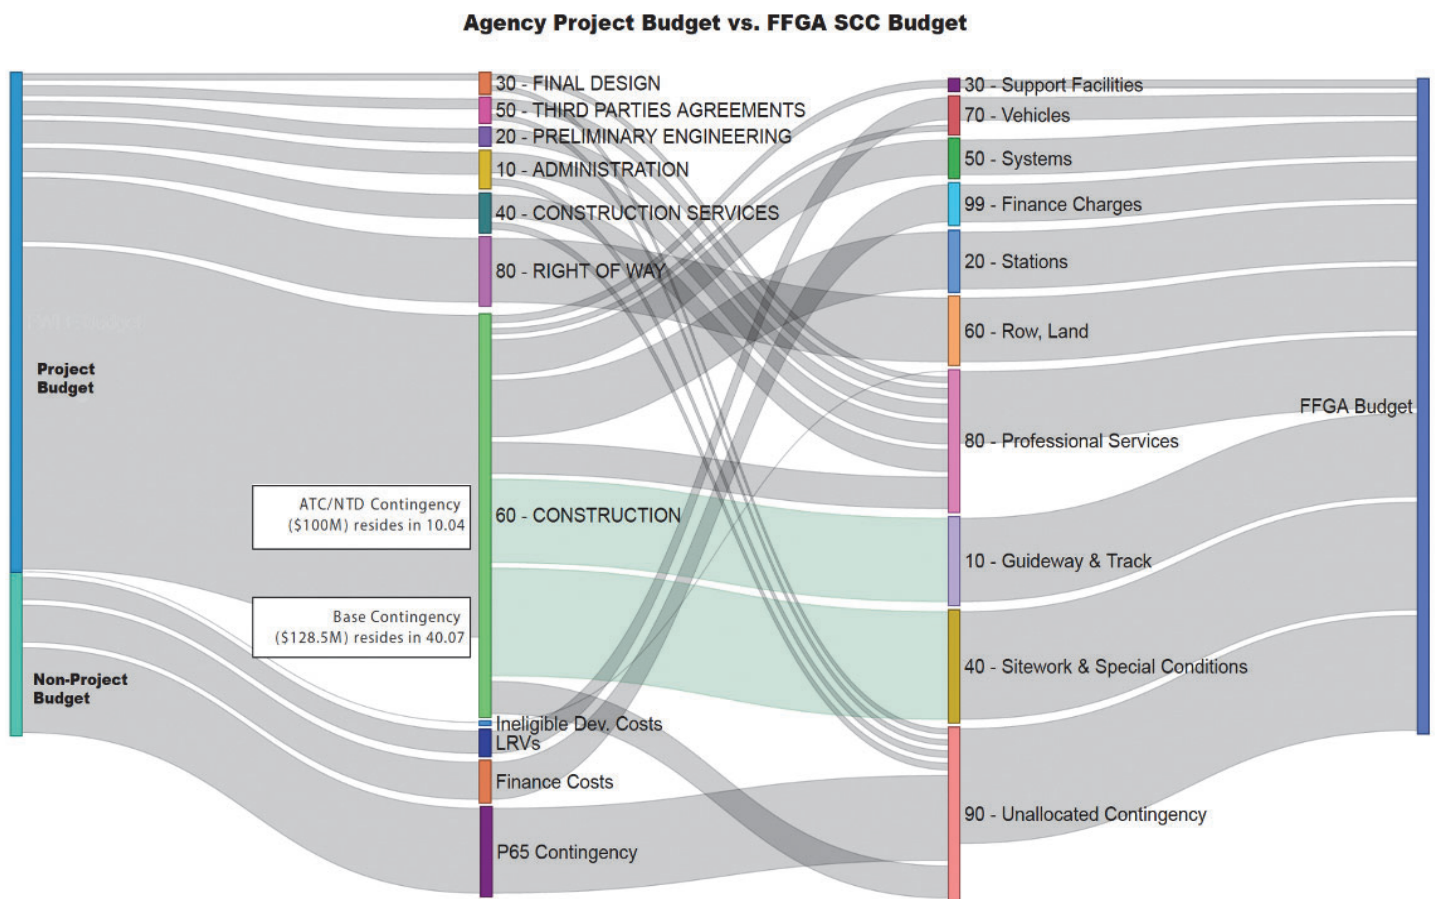 Agency Project Budget vs. FFGA SCC Budget
30 - FINAL DESIGN
50 - THIRD PARTIES AGREEMENTS
20 - PRELIMINARY ENGINEERING
10 - ADMINISTRATION
40 - CONSTRUCTION SERVICES
80 - RIGHT OF WAY
Project
Budget
ATC/NTD Contingency
($100M) resides in 10.04
60 - CONSTRUCTION
Base Contingency
($128.5M) resides in 40.07
Non-Project
Budget
Ineligible Dev. Costs
LRVs
Finance Costs
P65 Contingency
30 - Support Facilities
70 - Vehicles
50 - Systems
99 - Finance Charges
20 - Stations
60 - Row, Land
80 - Professional Services
10 - Guideway & Track
40 - Sitework & Special Conditions
90 - Unallocated Contingency
FFGA Budget